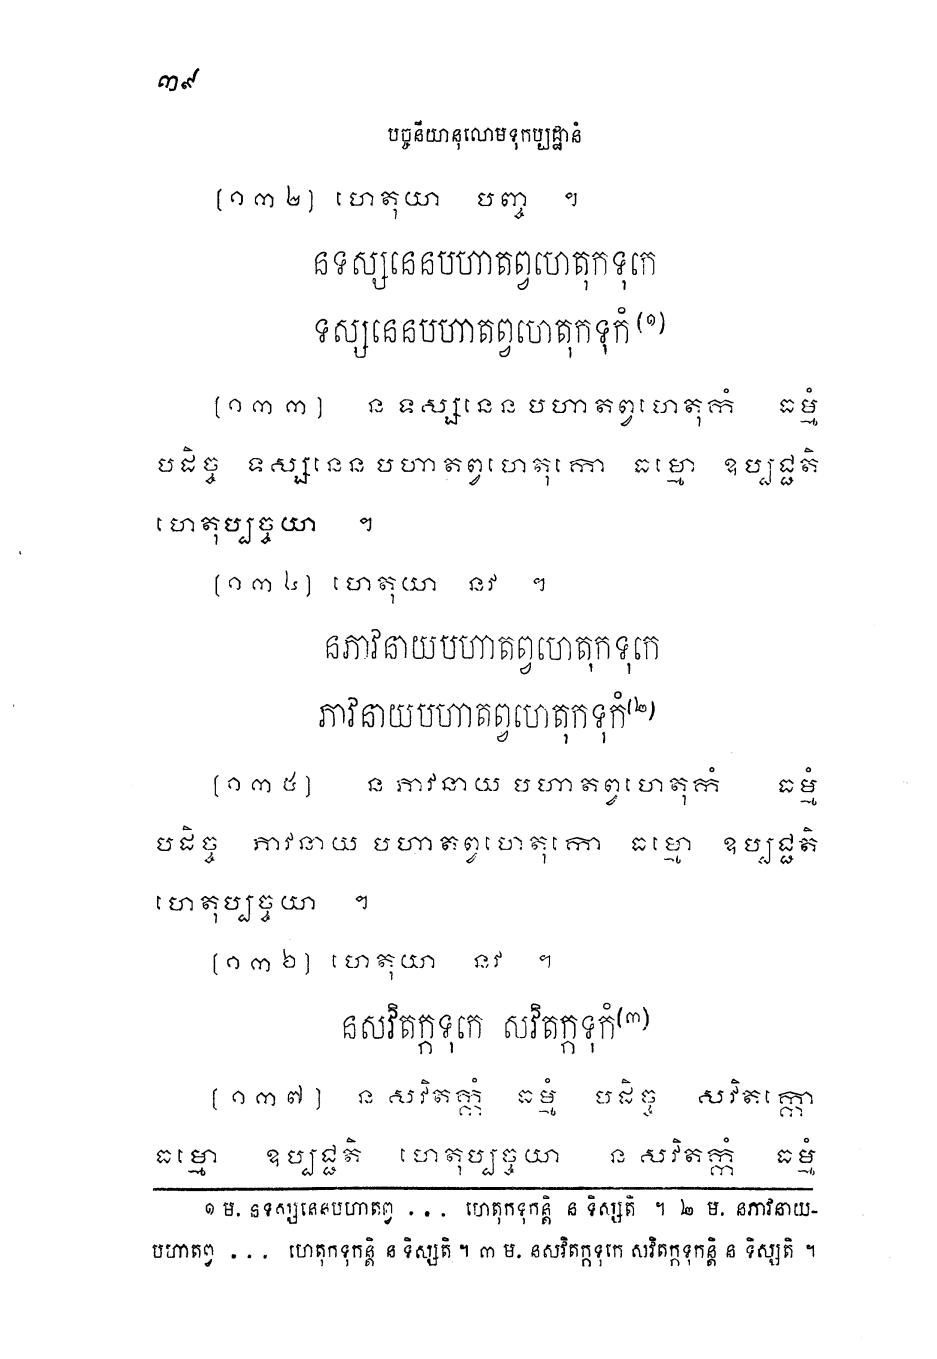 ៣៩
បច្ចនីយានុលោមទុកប្បដ្ឋានំ
[១៣២] ហេតុយា បញ្ច ។
នទស្សនេនបហាតព្វហេតុកទុកេ
ទស្សនេនបហាតព្វហេតុកទុកំ (១)
[១៣៣] ន ទស្សនេន បហាតព្វហេតុកំ ធម្មំ
បដិច្ច ទស្សនេន បហាតព្វហេតុកោ ធម្មោ ឧប្បជ្ជតិ
ហេតុប្បច្ចយា ។
[១៣៤] ហេតុយា នវ ។
នភាវនាយបហាតព្វហេតុកទុកេ
ភាវនាយបហាតព្វហេតុកទុកំ(២)
[១៣៥] ន ភាវនាយ បហាតព្វហេតុកំ ធម្មំ
បដិច្ច ភាវនាយ បហាតព្វហេតុកោ ធម្មោ ឧប្បជ្ជតិ
ហេតុប្បច្ចយា ។
[១៣៦] ហេតុយា នវ ។
នសវិតក្កទុកេ សវិតក្កទុកំ(៣)
[១៣៧] ន សវិតក្កំ ធម្មំ បដិច្ច សវិតក្កោ
ធម្មោ ឧប្បជ្ជតិ ហេតុប្បច្ចយា ន សវិតក្កំ ធម្មំ
១ ម. នទស្សនេនបហាតព្វ ... ហេតុកទុកន្តិ ន ទិស្សតិ ។ ២ ម. នភាវនាយ-
បហាតព្វ ... ហេតុកទុកន្តិ ន ទិស្សតិ ។ ៣ ម. នសវិតក្កទុកេ សវិតក្កទុកន្តិ ន ទិស្សតិ ។